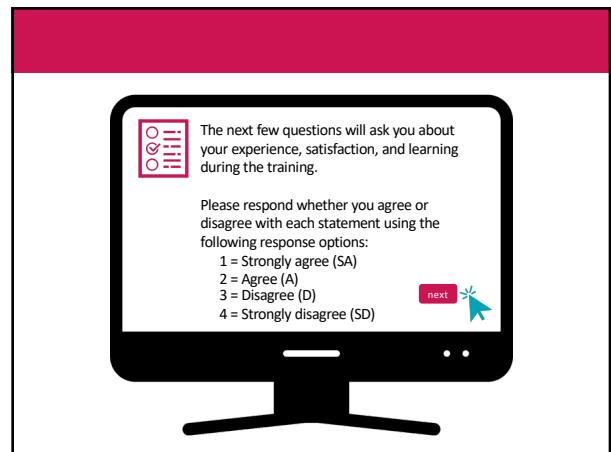 The next few questions will ask you about
your experience, satisfaction, and learning
during the training.
Please respond whether you agree or
disagree with each statement using the
following response options:
1 = Strongly agree (SA)
2 = Agree (A)
3 = Disagree (D)
4 = Strongly disagree (SD)
next